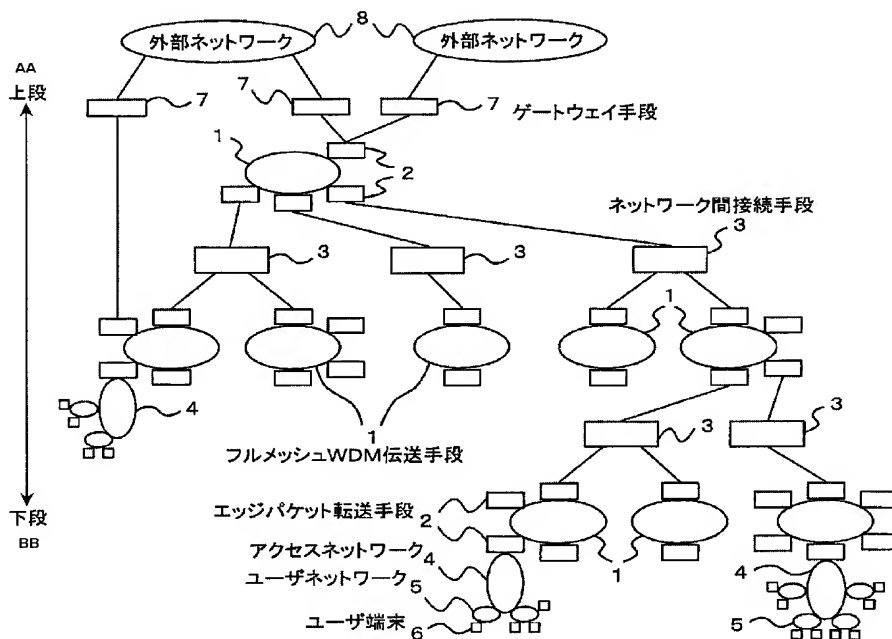 8
外部ネットワーク
外部ネットワーク
AA
上段
7
7
7
ゲートウェイ手段
1
2
ネットワーク間接続手段
3
3
3
1
4
1
フルメッシュWDM伝送手段
3
3
下段
BB
エッジパケット転送手段
2
アクセスネットワーク4
ユーザネットワーク
5
ユーザ端末
6
1
4
5